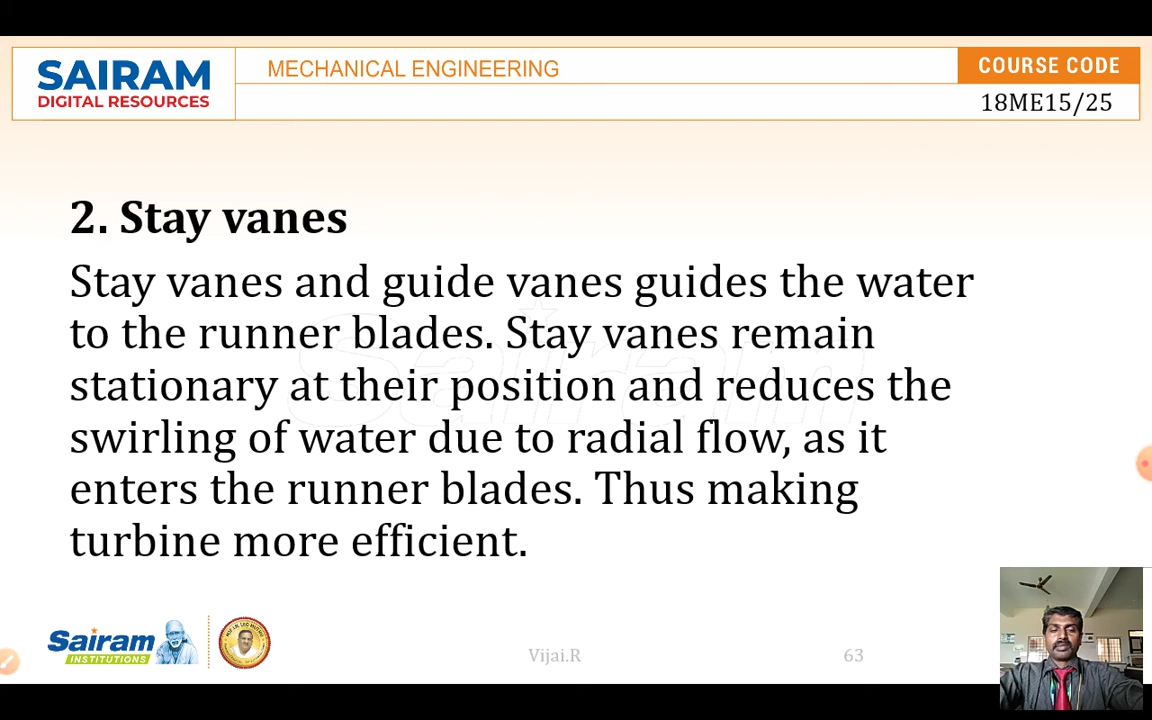 SAIRAM
DIGITAL RESOURCES
MECHANICAL ENGINEERING
COURSE CODE
18ME15/25
2. Stay vanes
Stay vanes and guide vanes guides the water
to the runner blades. Stay vanes remain
stationary at their position and reduces the
swirling of water due to radial flow, as it
enters the runner blades. Thus making
turbine more efficient.
Sairam
Sairam
INSTITUTIONS
Vijai.R
63